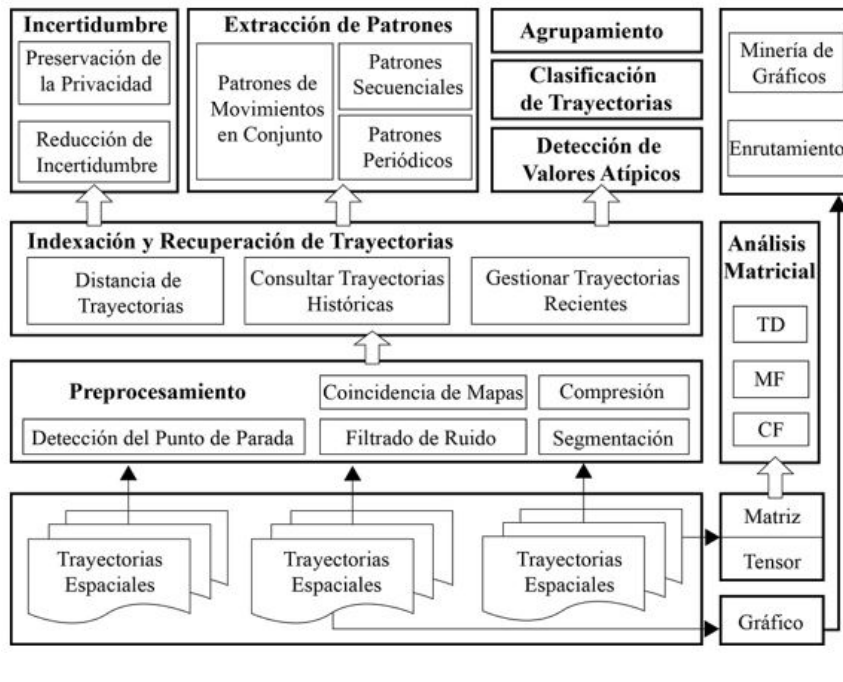 Incertidumbre
Preservación de
la Privacidad
Reducción de
Incertidumbre
Extracción de Patrones
Patrones de
Movimientos
en Conjunto
Patrones
Secuenciales
Patrones
Periódicos
Agrupamiento
Clasificación
de Trayectorias
Detección de
Valores Atípicos
Minería de
Gráficos
Enrutamiento
Indexación y Recuperación de Trayectorias
Distancia de
Trayectorias
Consultar Trayectorias
Históricas
Gestionar Trayectorias
Recientes
Análisis
Matricial
TD
MF
CF
Preprocesamiento
Coincidencia de Mapas
Compresión
Detección del Punto de Parada
Filtrado de Ruido
Segmentación
Trayectorias
Espaciales
Trayectorias
Espaciales
Trayectorias
Espaciales
Matriz
Tensor
Gráfico